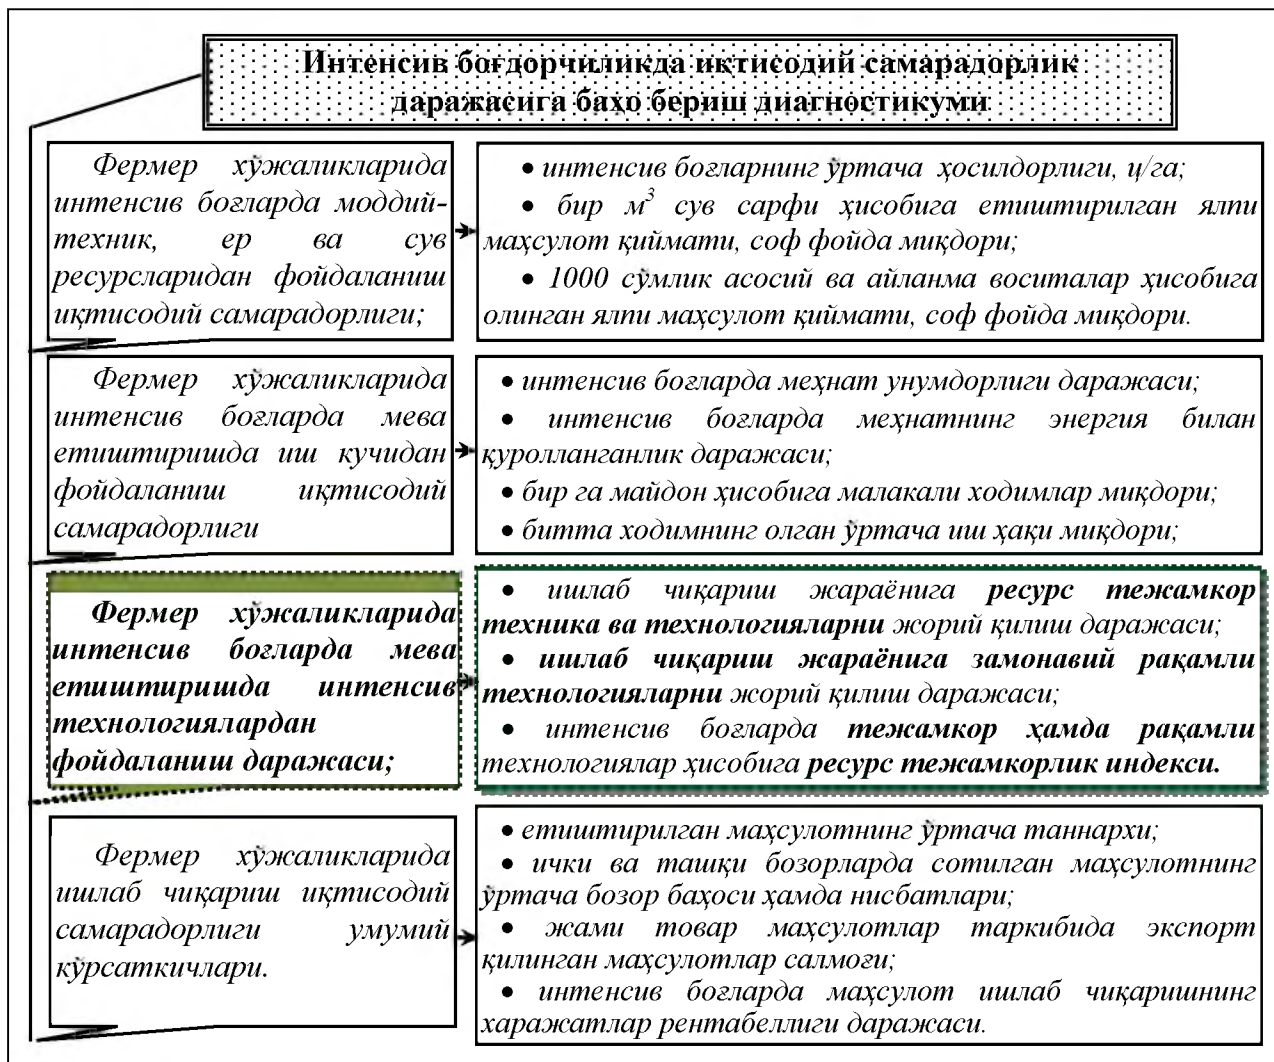 Интенсив боғдорчиликда иқтисодий самарадорлик
даражасига баҳо бериш диагностикуми
Фермер хўжаликларида
интенсив боғларда моддий-
техник, ер ва сув
ресурсларидан фойдаланиш
иқтисодий самарадорлиги;
• интенсив боғларнинг ўртача ҳосилдорлиги, ц/га;
• бир м³ сув сарфи ҳисобига етиштирилган ялпи
маҳсулот қиймати, соф фойда миқдори;
• 1000 сўмлик асосий ва айланма воситалар ҳисобига
олинган ялпи маҳсулот қиймати, соф фойда миқдори.
Фермер хўжаликларида
интенсив боғларда мева
етиштиришда иш кучидан
фойдаланиш иқтисодий
самарадорлиги
• интенсив боғларда меҳнат унумдорлиги даражаси;
• интенсив боғларда меҳнатнинг энергия билан
қуролланганлик даражаси;
• бир га майдон ҳисобига малакали ходимлар миқдори;
• битта ходимнинг олган ўртача иш ҳақи миқдори;
Фермер хўжаликларида
интенсив боғларда мева
етиштиришда интенсив
технологиялардан
фойдаланиш даражаси;
• ишлаб чиқариш жараёнига ресурс тежамкор
техника ва технологияларни жорий қилиш даражаси;
• ишлаб чиқариш жараёнига замонавий рақамли
технологияларни жорий қилиш даражаси;
• интенсив боғларда тежамкор ҳамда рақамли
технологиялар ҳисобига ресурс тежамкорлик индекси.
Фермер хўжаликларида
ишлаб чиқариш иқтисодий
самарадорлиги умумий
кўрсаткичлари.
• етиштирилган маҳсулотнинг ўртача таннархи;
• ички ва ташқи бозорларда сотилган маҳсулотнинг
ўртача бозор баҳоси ҳамда нисбатлари;
• жами товар маҳсулотлар таркибида экспорт
қилинган маҳсулотлар салмоғи;
• интенсив боғларда маҳсулот ишлаб чиқаришнинг
харажатлар рентабеллиги даражаси.